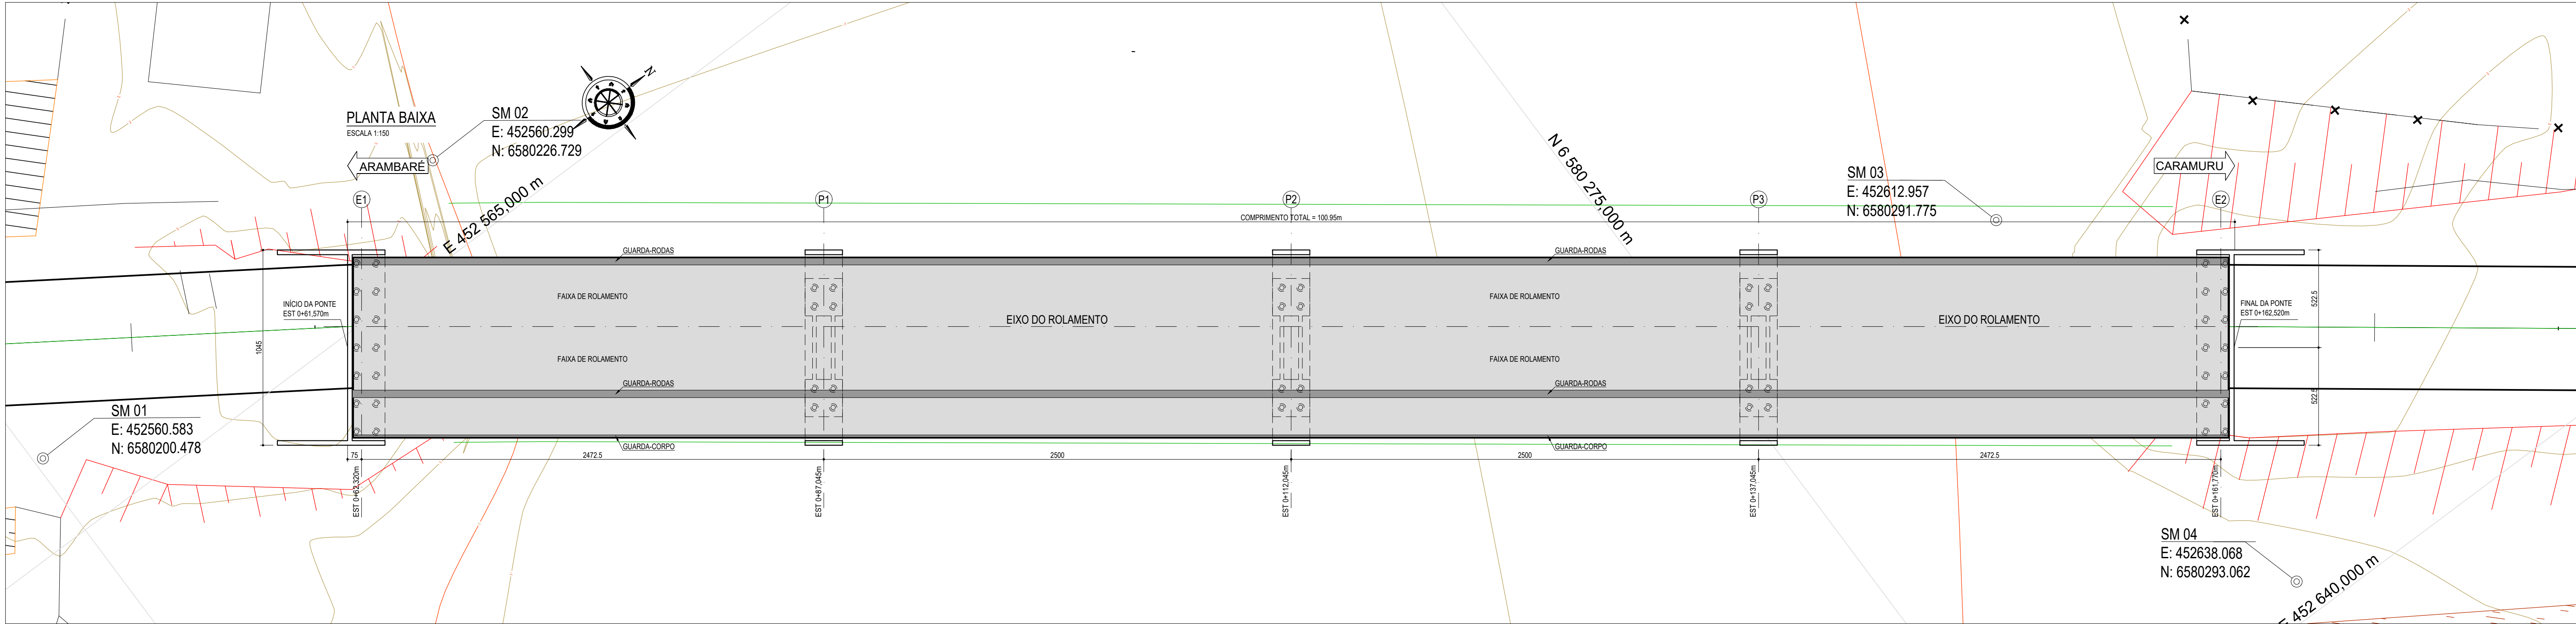 PLANTA BAIXA
ESCALA 1:150
ARAMBARÉ
SM 02
E: 452560.299
N: 6580226.729
N
E 452 565,000 m
N 6 580 275,000 m
SM 03
E: 452612.957
N: 6580291.775
CARAMURU
E1
P1
P2
P3
E2
COMPRIMENTO TOTAL = 100.95m
GUARDA-RODAS
GUARDA-RODAS
INÍCIO DA PONTE
EST 0+61,570m
FAIXA DE ROLAMENTO
FAIXA DE ROLAMENTO
EIXO DO ROLAMENTO
EIXO DO ROLAMENTO
FINAL DA PONTE
EST 0+162,520m
522.5
522.5
1045
FAIXA DE ROLAMENTO
FAIXA DE ROLAMENTO
GUARDA-RODAS
GUARDA-RODAS
SM 01
E: 452560.583
N: 6580200.478
GUARDA-CORPO
GUARDA-CORPO
75
2472.5
2500
2500
2472.5
EST 0+62,320m
EST 0+87,045m
EST 0+112,045m
EST 0+137,045m
EST 0+161,770m
SM 04
E: 452638.068
N: 6580293.062
E 452 640,000 m